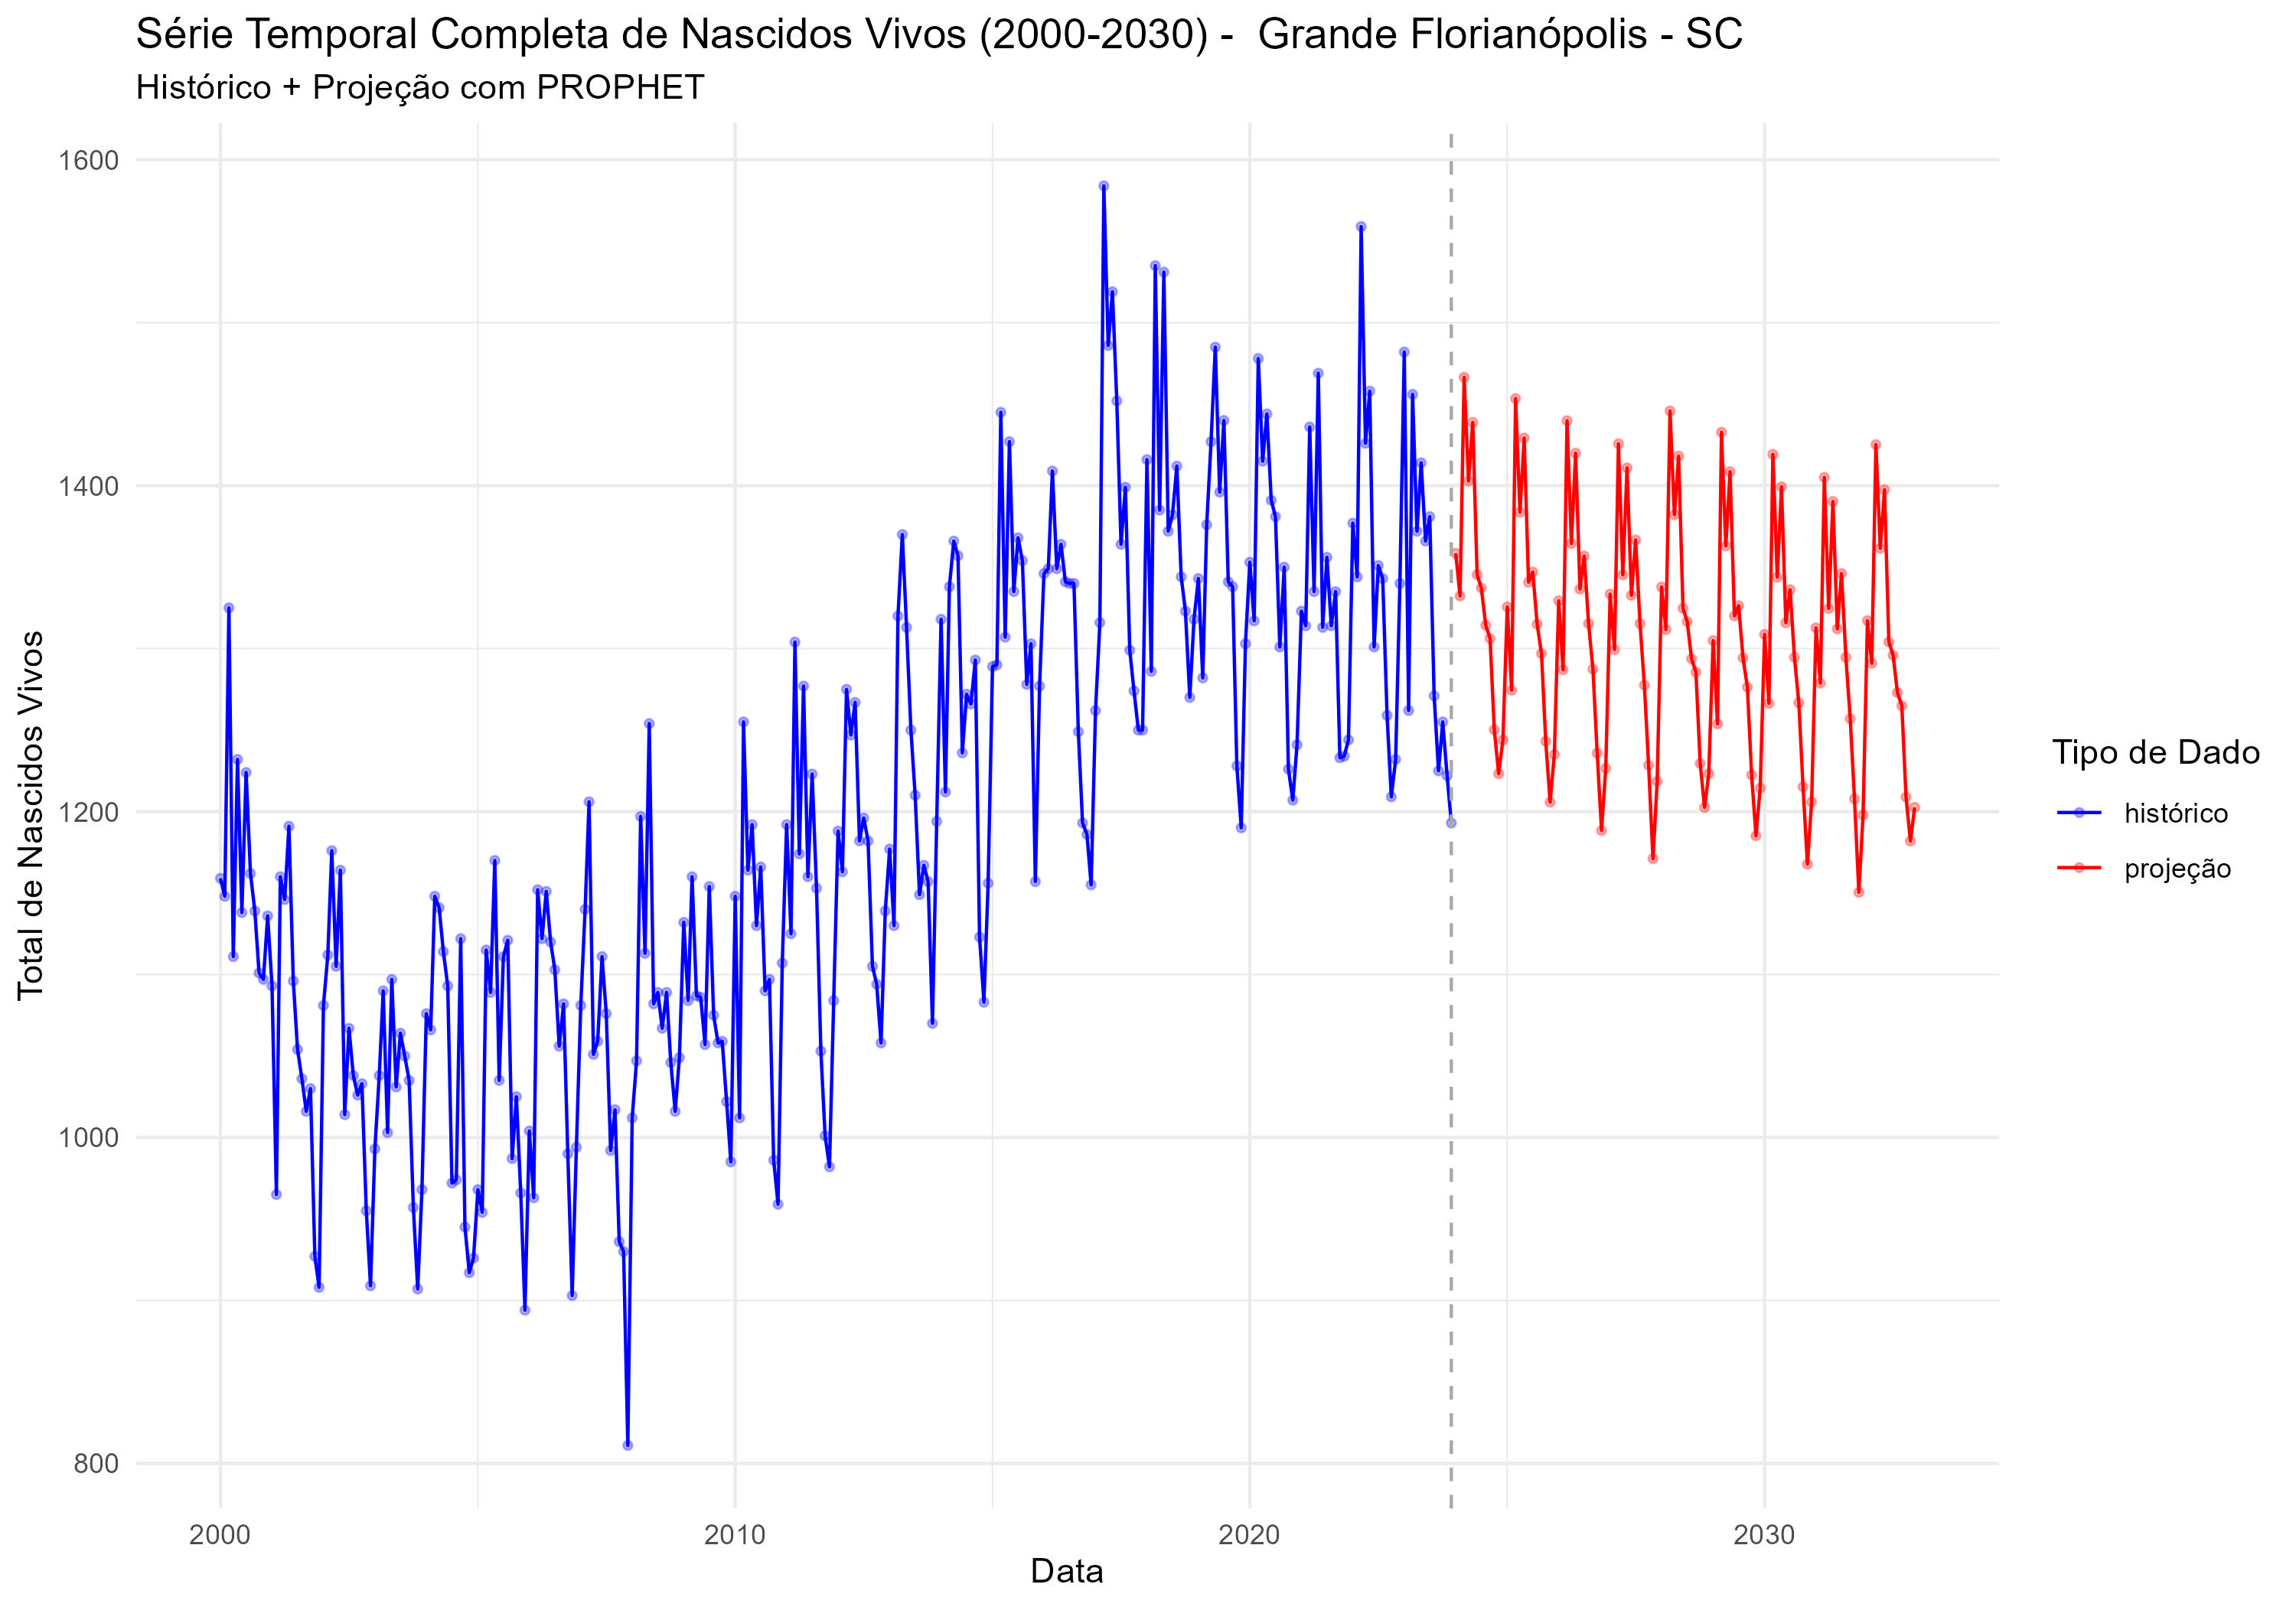 Série Temporal Completa de Nascidos Vivos (2000-2030) -  Grande Florianópolis - SC
Histórico + Projeção com PROPHET
Total de Nascidos Vivos
1600
1400
1200
1000
800
2000
2010
2020
2030
Data
Tipo de Dado
histórico
projeção